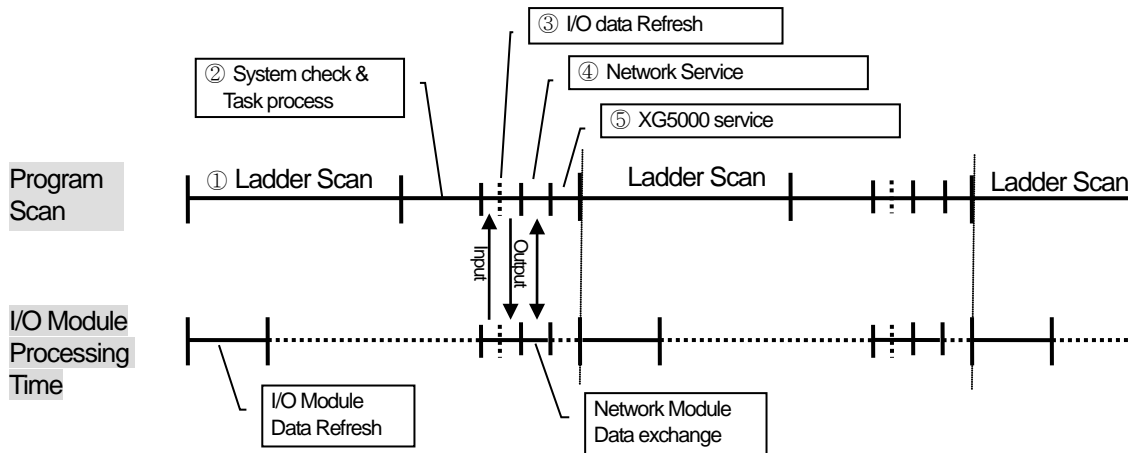 ③ I/O data Refresh
② System check &
Task process
④ Network Service
⑤ XG5000 service
Program
Scan
① Ladder Scan
Ladder Scan
Ladder Scan
Input
Output
I/O Module
Processing
Time
I/O Module
Data Refresh
Network Module
Data exchange